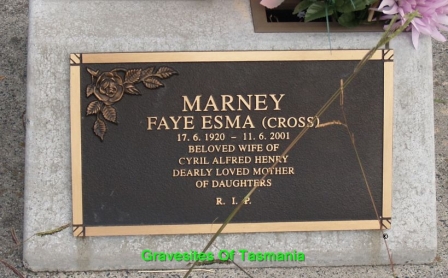 MARNEY
FAYE ESMA (CROSS)
17. 6. 1920 – 11. 6. 2001
BELOVED WIFE OF
CYRIL ALFRED HENRY
DEARLY LOVED MOTHER
OF DAUGHTERS
R. I. P.
Gravesites Of Tasmania